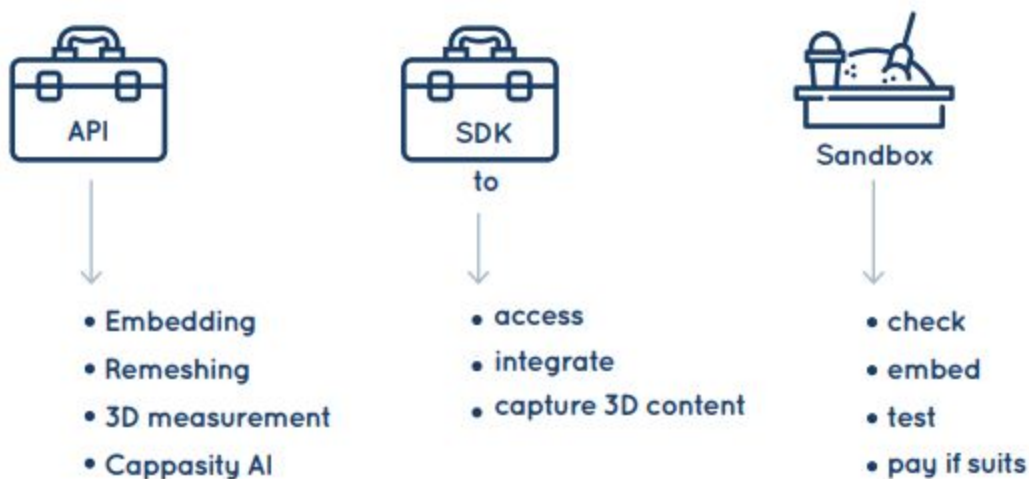 API
Embedding
Remeshing
3D measurement
Cappasity AI
SDK
to
access
integrate
capture 3D content
Sandbox
check
embed
test
pay if suits